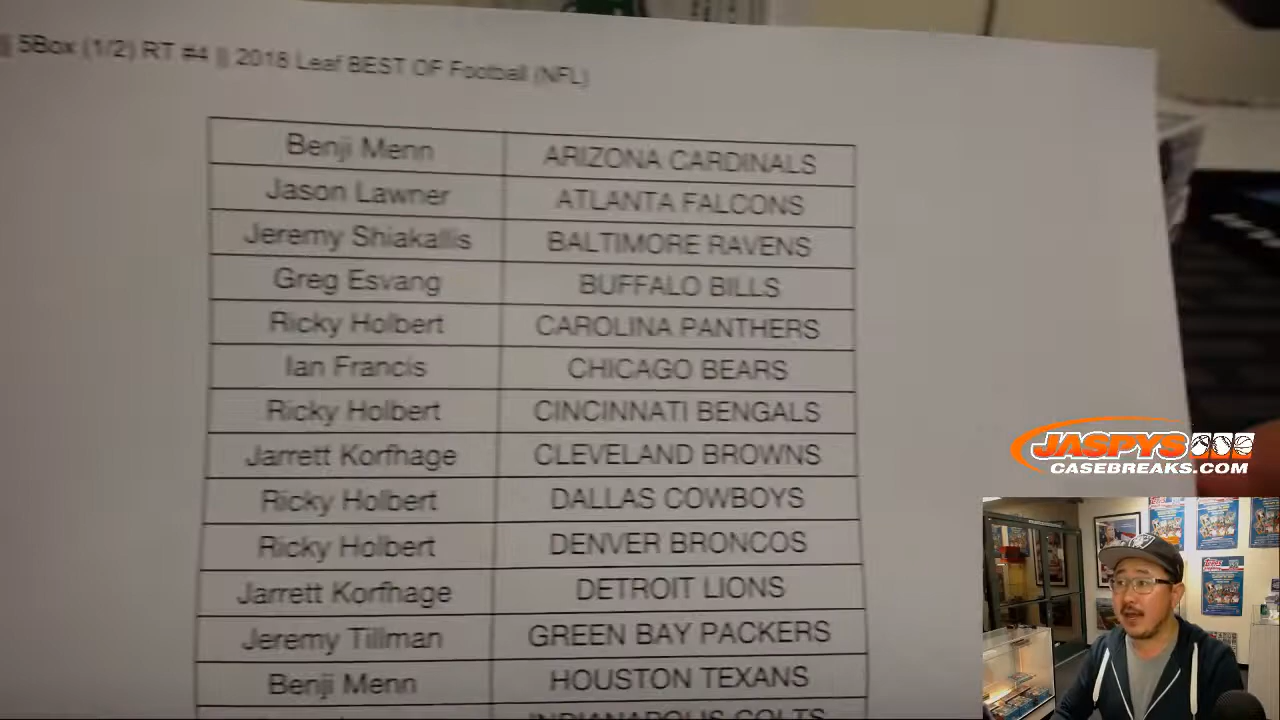 || 5Box (1/2) RT #4 || 2018 Leaf BEST OF Football (NFL)
Benji Menn ARIZONA CARDINALS
Jason Lawner ATLANTA FALCONS
Jeremy Shiakallis BALTIMORE RAVENS
Greg Esvang BUFFALO BILLS
Ricky Holbert CAROLINA PANTHERS
Ian Francis CHICAGO BEARS
Ricky Holbert CINCINNATI BENGALS
Jarrett Korfhage CLEVELAND BROWNS
Ricky Holbert DALLAS COWBOYS
Ricky Holbert DENVER BRONCOS
Jarrett Korfhage DETROIT LIONS
Jeremy Tillman GREEN BAY PACKERS
Benji Menn HOUSTON TEXANS
INDIANAPOLIS COLTS
JASPYS
CASEBREAKS.COM